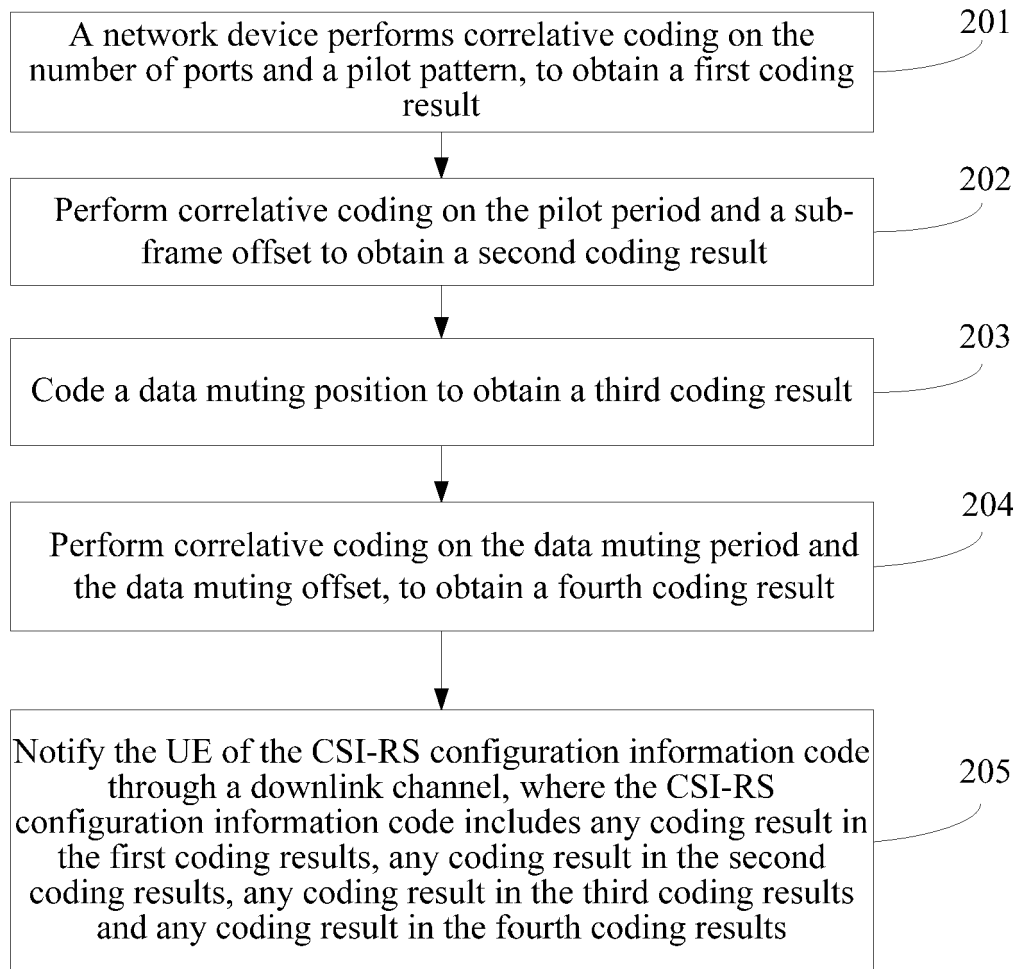 A network device performs correlative coding on the
number of ports and a pilot pattern, to obtain a first coding
result
201
Perform correlative coding on the pilot period and a sub-
frame offset to obtain a second coding result
202
Code a data muting position to obtain a third coding result
203
Perform correlative coding on the data muting period and
the data muting offset, to obtain a fourth coding result
204
Notify the UE of the CSI-RS configuration information code
through a downlink channel, where the CSI-RS
configuration information code includes any coding result in
the first coding results, any coding result in the second
coding results, any coding result in the third coding results
and any coding result in the fourth coding results
205